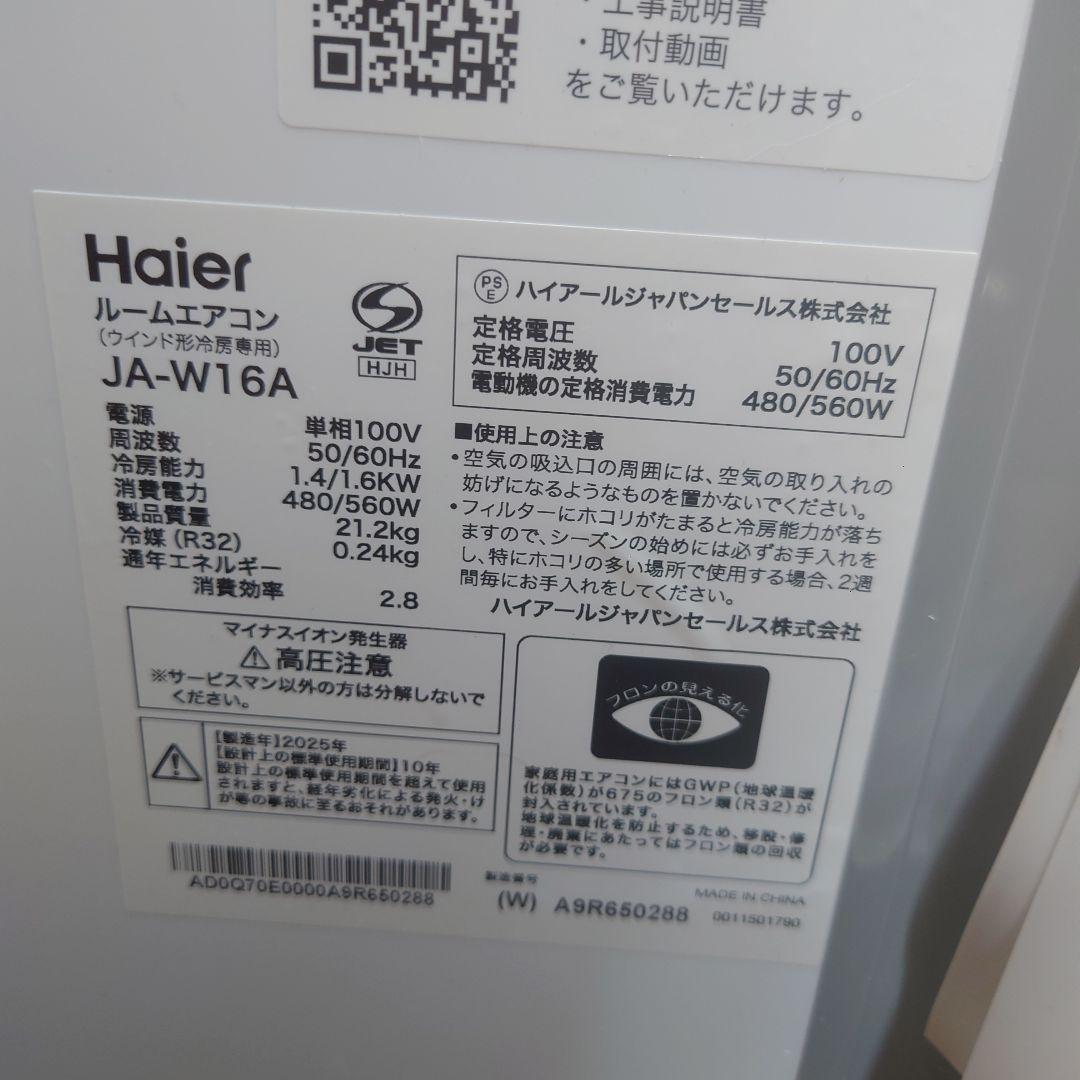 ・工事説明書
・取付動画
をご覧いただけます。
Haier
ルームエアコン
(ウインド形冷房専用)
JA-W16A
JET
HJH
PS
E
ハイアールジャパンセールス株式会社
定格電圧 100V
定格周波数 50/60Hz
電動機の定格消費電力 480/560W
電源 単相100V
周波数 50/60Hz
冷房能力 1.4/1.6KW
消費電力 480/560W
製品質量 21.2kg
冷媒(R32) 0.24kg
通年エネルギー
消費効率 2.8
■使用上の注意
・空気の吸込口の周囲には、空気の取り入れの
妨げになるようなものを置かないでください。
・フィルターにホコリがたまると冷房能力が落ち
ますので、シーズンの始めには必ずお手入れを
し、特にホコリの多い場所で使用する場合、2週
間毎にお手入れをしてください。
ハイアールジャパンセールス株式会社
マイナスイオン発生器
⚠高圧注意
※サービスマン以外の方は分解しないで
ください。
【製造年】2025年
【設計上の標準使用期間】10年
設計上の標準使用期間を超えて使用
されますと、経年劣化による発火・け
が等の事故に至るおそれがあります。
フロンの見える化
家庭用エアコンにはGWP(地球温暖
化係数)が675のフロン類(R32)が
封入されています。
地球温暖化を防止するため、移設・修
理・廃棄にあたってはフロン類の回収
が必要です。
AD0Q70E0000A9R650288
製造番号
(W) A9R650288
MADE IN CHINA
0011501790